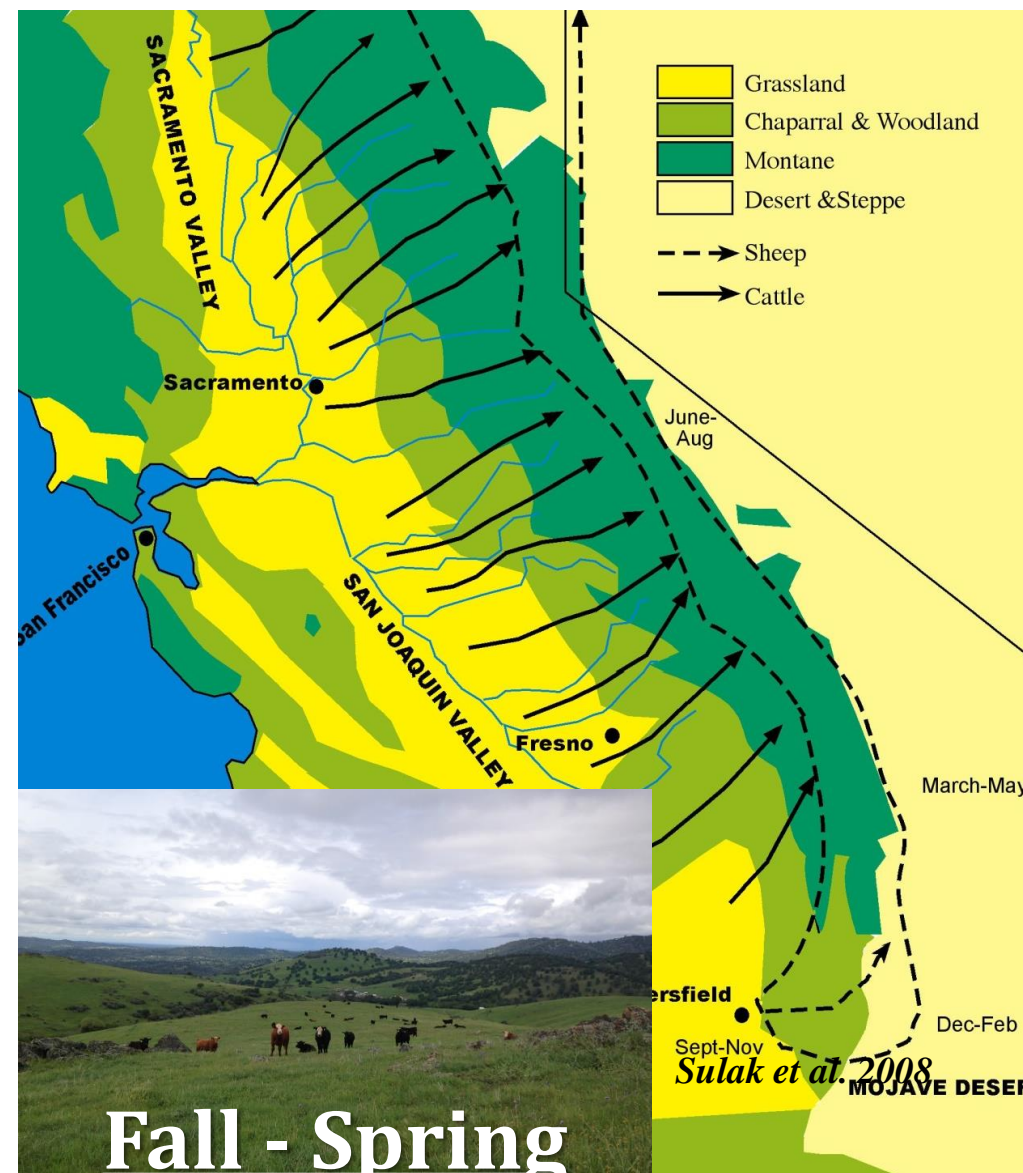 SACRAMENTO VALLEY
Grassland
Chaparral & Woodland
Montane
Desert &Steppe
Sheep
Cattle
Sacramento
June-
Aug
San Francisco
SAN JOAQUIN VALLEY
Fresno
March-May
ersfield
Dec-Feb
Sept-Nov
Sulak et al. 2008
MOJAVE DESER
Fall - Spring